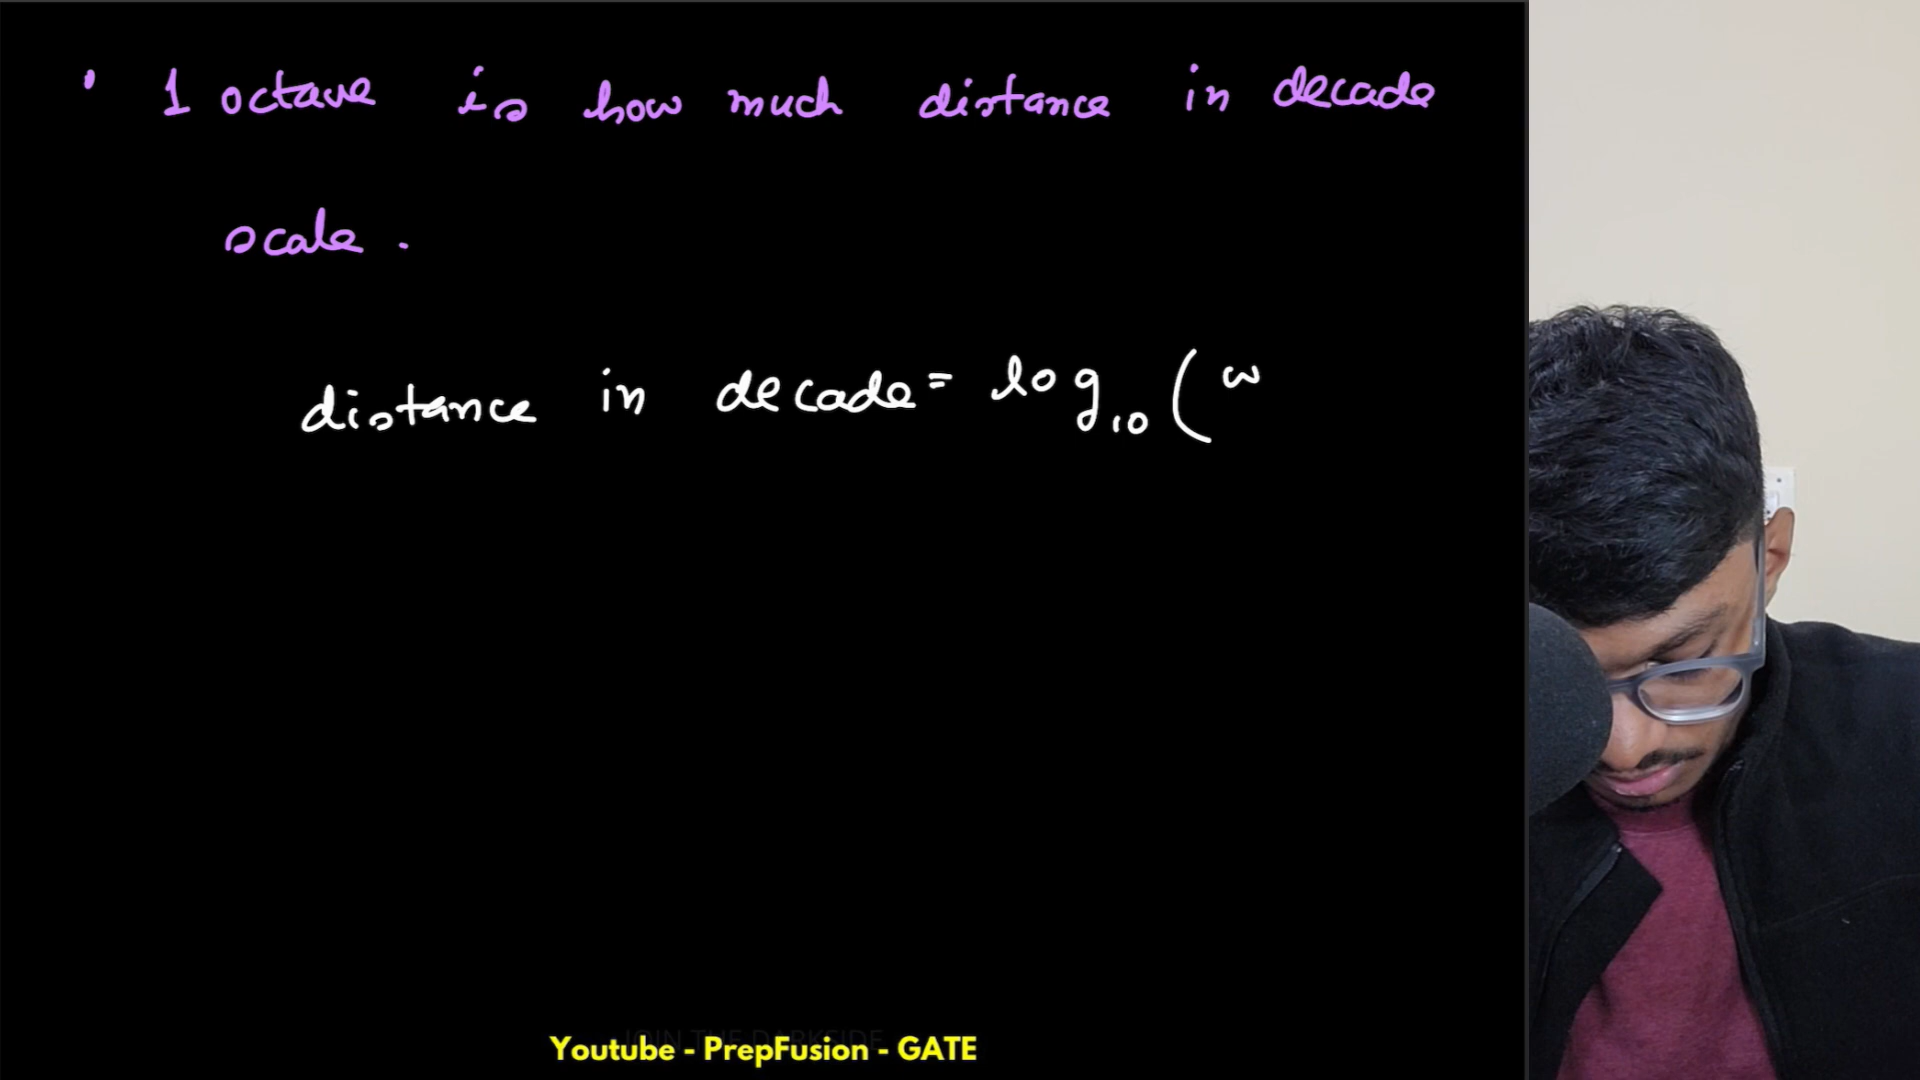 1 octave is how much distance in decade
scale.
distance in decade = log₁₀ (ω
Youtube - PrepFusion - GATE